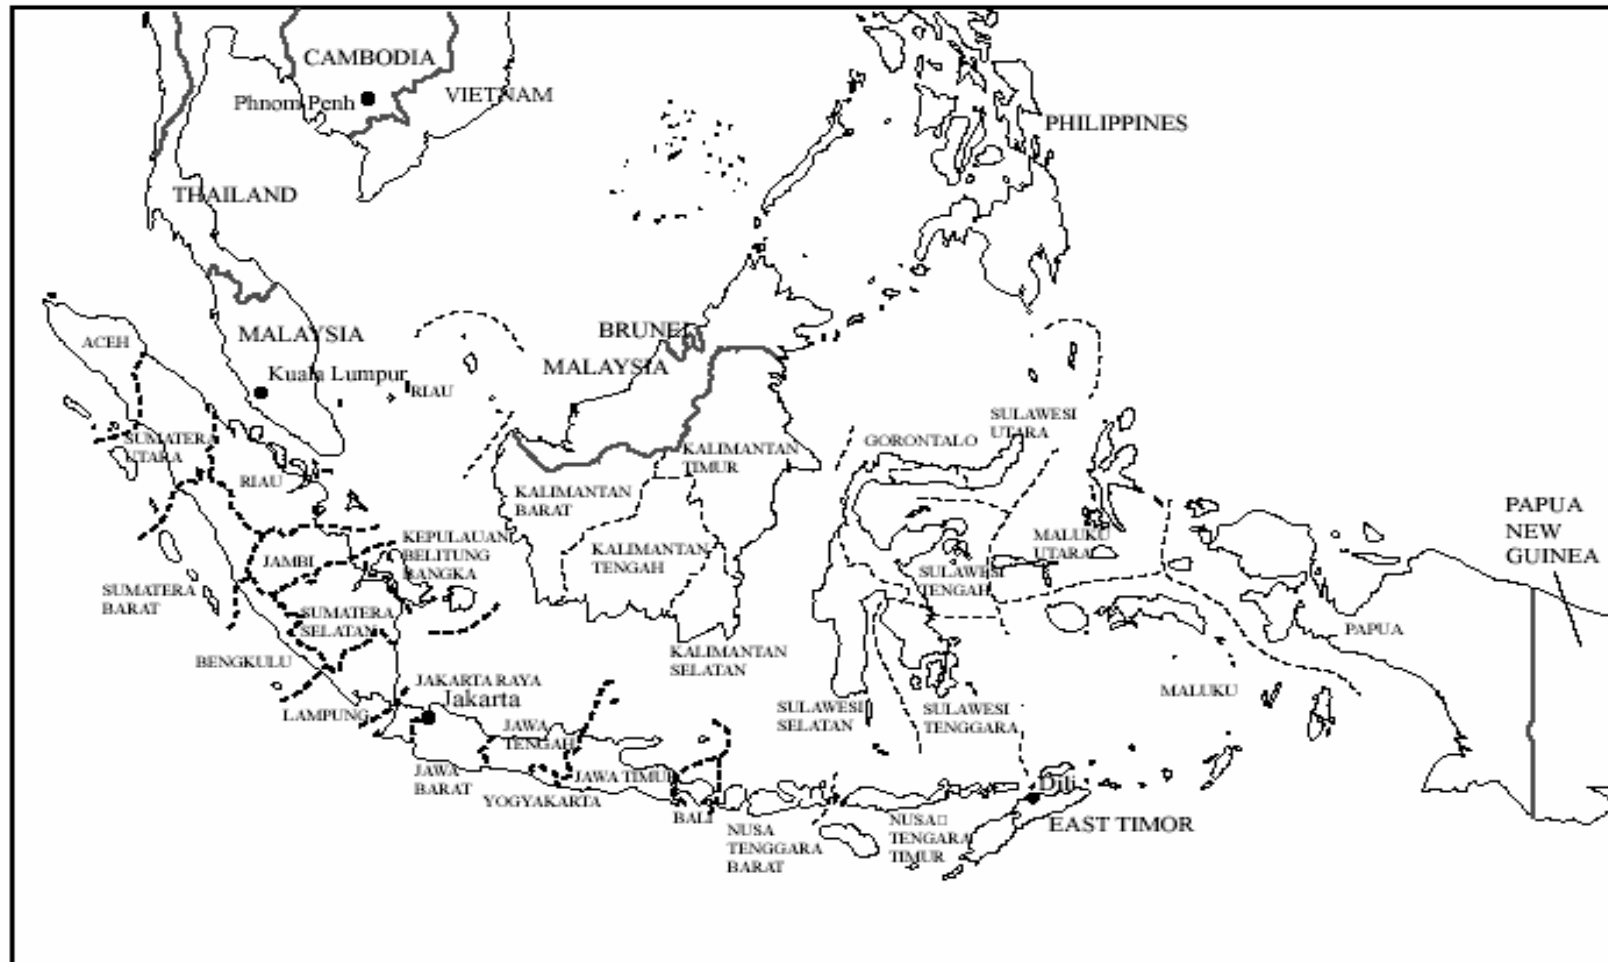 CAMBODIA
Phnom Penh
VIETNAM
PHILIPPINES
THAILAND
MALAYSIA
Kuala Lumpur
ACEH
BRUNEI
MALAYSIA
RIAU
SUMATERA
UTARA
RIAU
KALIMANTAN
TIMUR
GORONTALO
SULAWESI
UTARA
KALIMANTAN
BARAT
KALIMANTAN
TENGAH
KEPULAUAN
BELITUNG
BANGKA
JAMBI
MALUKU
UTARA
SULAWESI
TENGAH
PAPUA
NEW
GUINEA
SUMATERA
BARAT
SUMATERA
SELATAN
BENGKULU
KALIMANTAN
SELATAN
PAPUA
MALUKU
JAKARTA RAYA
Jakarta
LAMPUNG
JAWA
TENGAH
SULAWESI
SELATAN
SULAWESI
TENGGARA
JAWA
BARAT
JAWA TIMUR
YOGYAKARTA
BALI
NUSA
TENGGARA
BARAT
NUSA□
TENGARA
TIMUR
Dili
EAST TIMOR